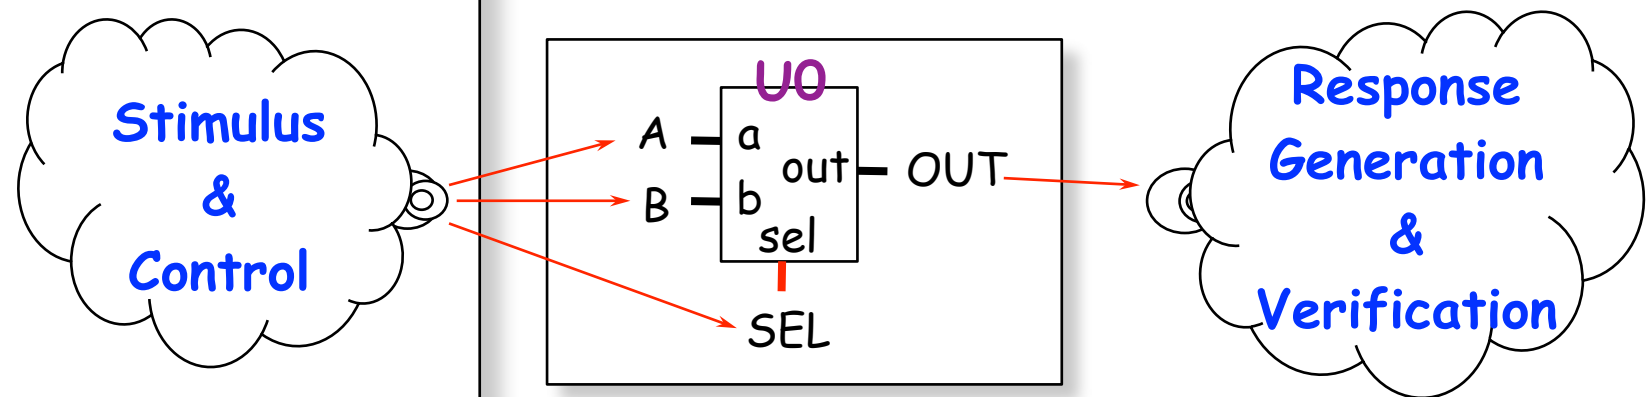 Stimulus
&
Control
U0
A
a
out
OUT
B
b
sel
SEL
Response
Generation
&
Verification